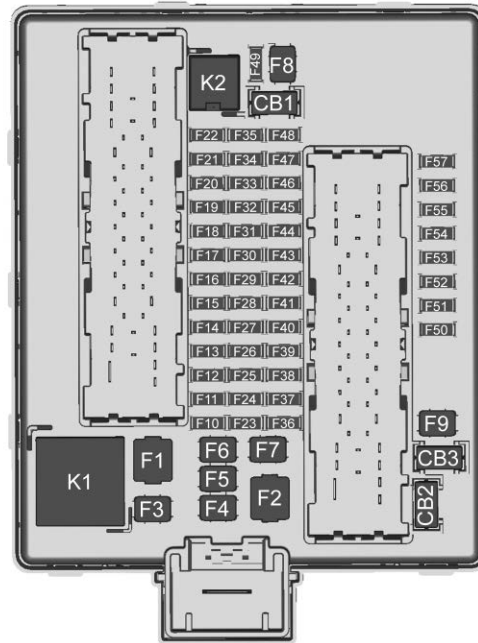 F49 F8
K2
CB1
F22 F35 F48
F21 F34 F47 F57
F20 F33 F46 F56
F19 F32 F45 F55
F18 F31 F44 F54
F17 F30 F43 F53
F16 F29 F42 F52
F15 F28 F41 F51
F14 F27 F40 F50
F13 F26 F39
F12 F25 F38
F11 F24 F37
F10 F23 F36
F9
F1 F6 F7
CB3
K1 F5
F3 F4 F2 CB2